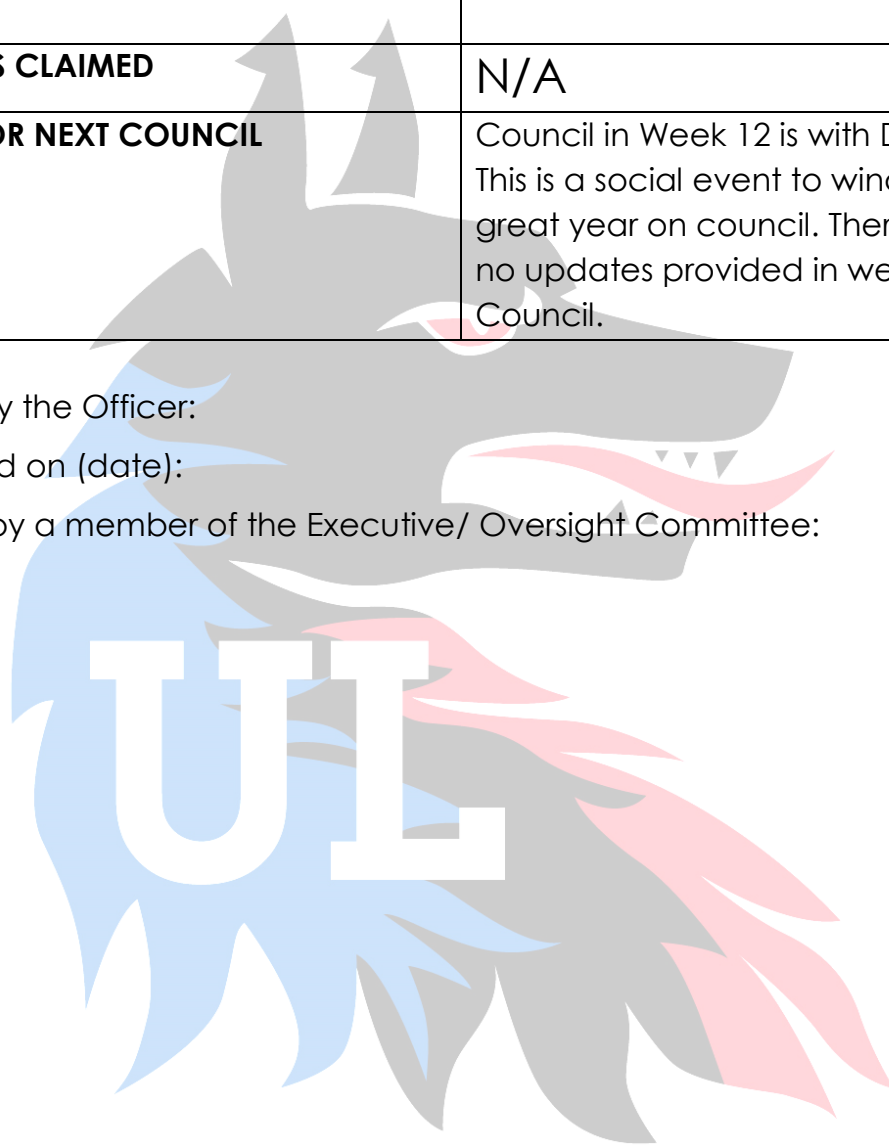 S CLAIMED
N/A
OR NEXT COUNCIL
Council in Week 12 is with
This is a social event to
great year on council.
no updates provided in
Council.
y the Officer:
d on (date):
by a member of the Executive/ Oversight Committee:
UL